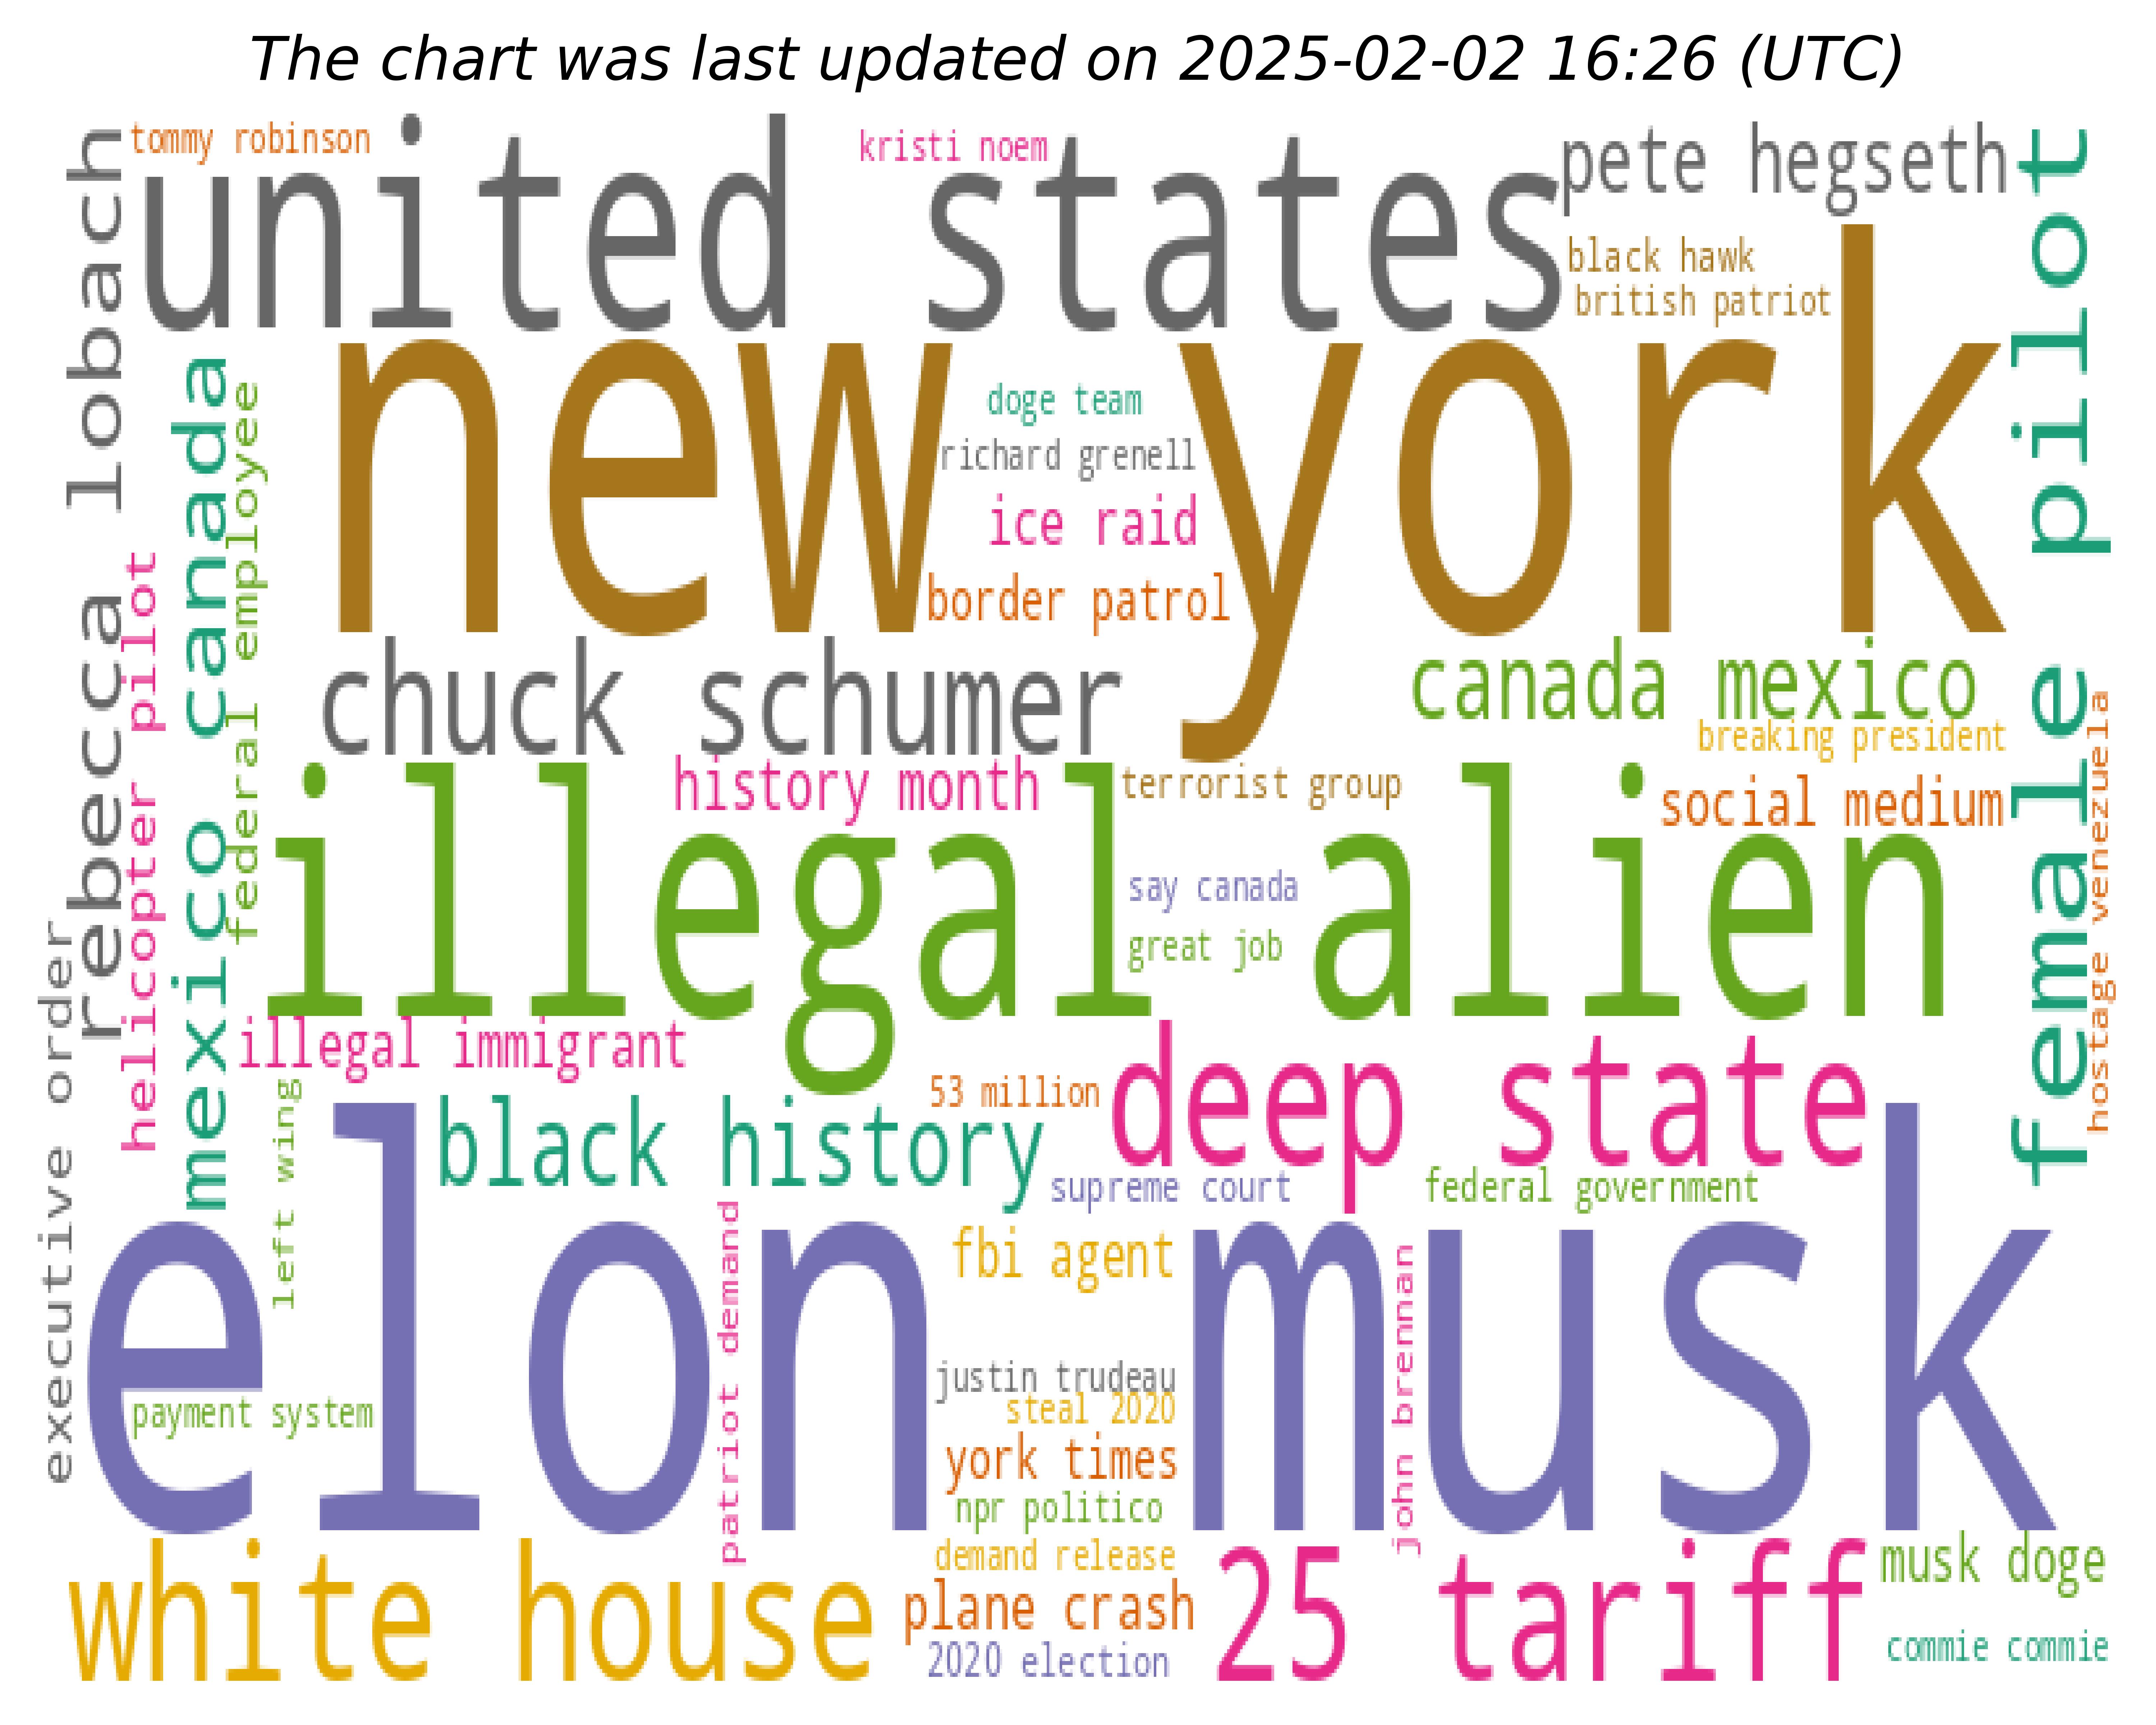 The chart was last updated on 2025-02-02 16:26 (UTC)
tommy robinson
kristi noem
united states
pete hegseth
black hawk
british patriot
rebecca lobach
female pilot
new york
doge team
richard grenell
ice raid
border patrol
mexico canada
federal employee
helicopter pilot
chuck schumer
canada mexico
breaking president
history month
terrorist group
social medium
hostage venezuela
illegal alien
say canada
great job
executive order
illegal immigrant
left wing
53 million
deep state
black history
supreme court
federal government
elon musk
fbi agent
patriot demand
john brennan
justin trudeau
payment system
steal 2020
york times
npr politico
demand release
white house
plane crash
25 tariff
musk doge
2020 election
commie commie